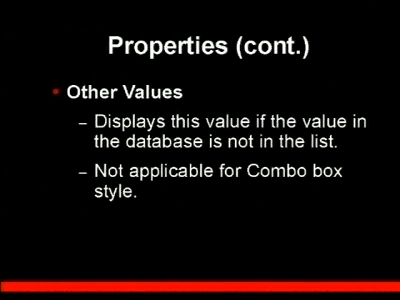 Properties (cont.)
• Other Values
– Displays this value if the value in
the database is not in the list.
– Not applicable for Combo box
style.